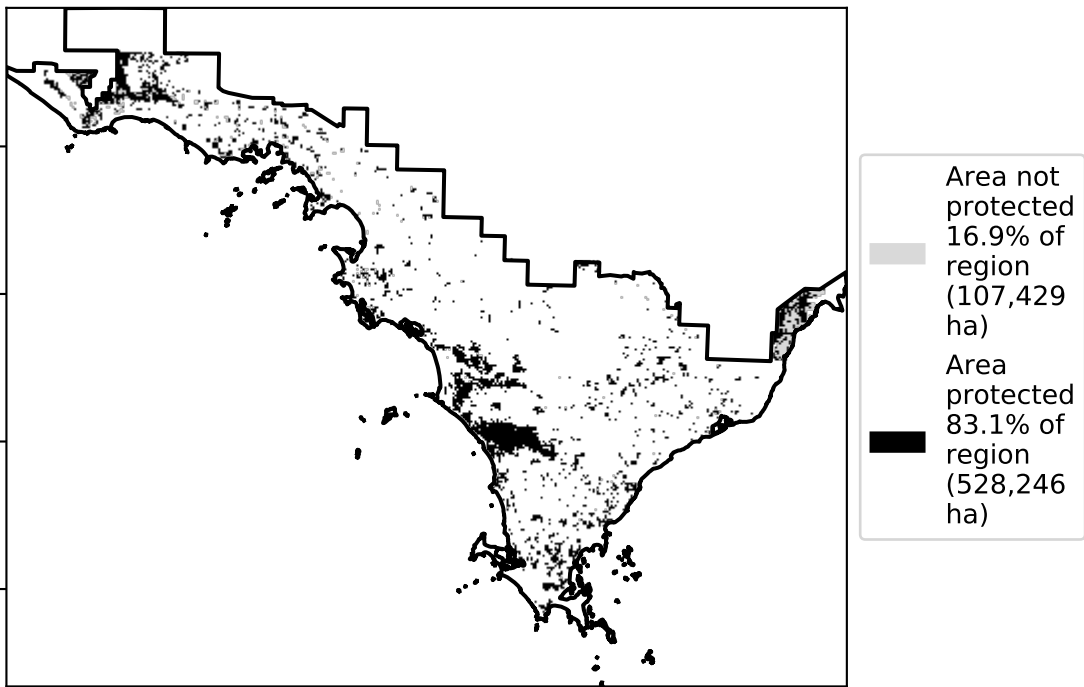 Area not
protected
16.9% of
region
(107,429
ha)
Area
protected
83.1% of
region
(528,246
ha)